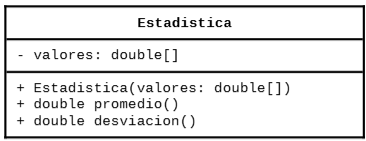 Estadistica
- valores: double[]
+ Estadistica(valores: double[])
+ double promedio()
+ double desviacion()